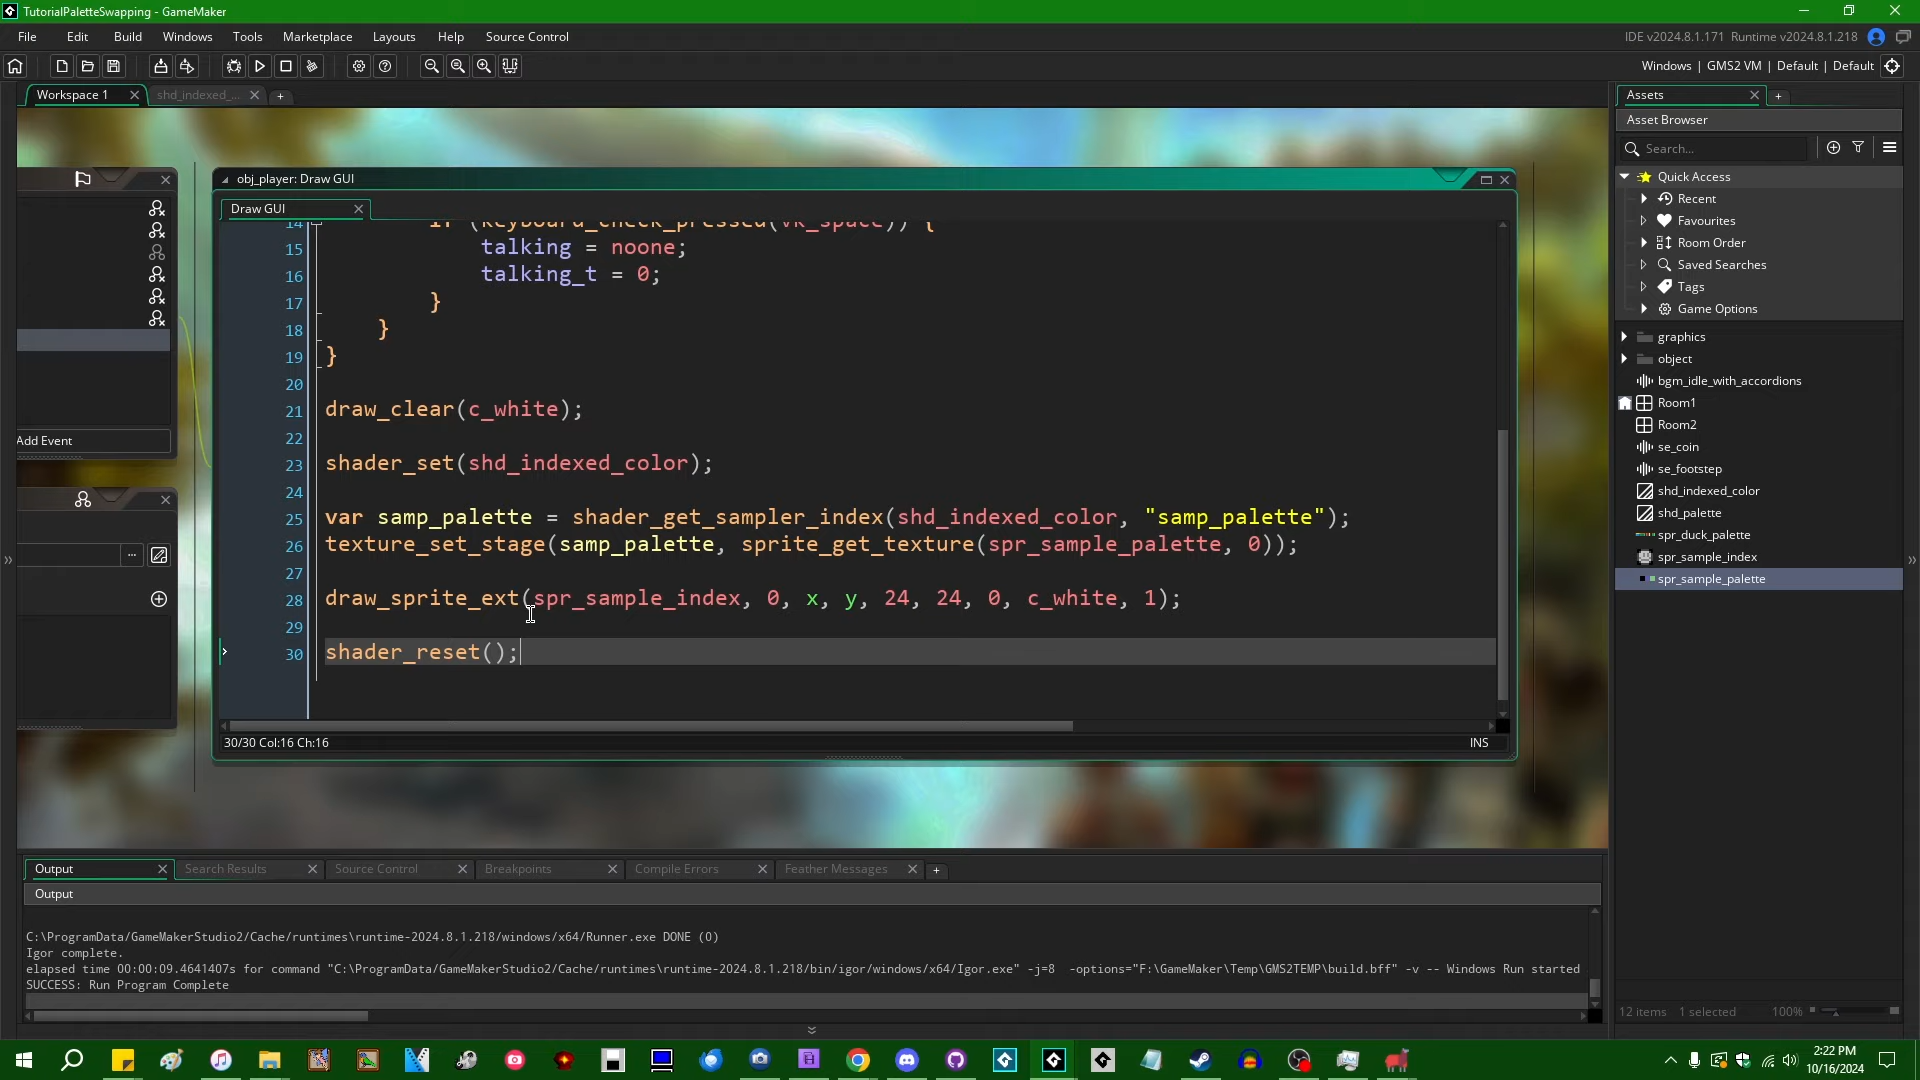 TutorialPaletteSwapping - GameMaker
File Edit Build Windows Tools Marketplace Layouts Help Source Control
IDE v2024.8.1.171 Runtime v2024.8.1.218
Windows | GMS2 VM | Default | Default
Workspace 1
shd_indexed_...
obj_player: Draw GUI
Draw GUI
14 if (keyboard_check_pressed(vk_space)) {
15 talking = noone;
16 talking_t = 0;
17 }
18 }
19 }
20
21 draw_clear(c_white);
22
23 shader_set(shd_indexed_color);
24
25 var samp_palette = shader_get_sampler_index(shd_indexed_color, "samp_palette");
26 texture_set_stage(samp_palette, sprite_get_texture(spr_sample_palette, 0));
27
28 draw_sprite_ext(spr_sample_index, 0, x, y, 24, 24, 0, c_white, 1);
29
30 shader_reset();
30/30 Col:16 Ch:16
INS
Add Event
Assets
Asset Browser
Search...
Quick Access
Recent
Favourites
Room Order
Saved Searches
Tags
Game Options
graphics
object
bgm_idle_with_accordions
Room1
Room2
se_coin
se_footstep
shd_indexed_color
shd_palette
spr_duck_palette
spr_sample_index
spr_sample_palette
12 items 1 selected 100%
Output Search Results Source Control Breakpoints Compile Errors Feather Messages
Output
C:\ProgramData/GameMakerStudio2/Cache/runtimes\runtime-2024.8.1.218/windows/x64/Runner.exe DONE (0)
Igor complete.
elapsed time 00:00:09.4641407s for command "C:\ProgramData/GameMakerStudio2/Cache/runtimes\runtime-2024.8.1.218/bin/igor/windows/x64/Igor.exe" -j=8 -options="F:\GameMaker\Temp\GMS2TEMP\build.bff" -v -- Windows Run started
SUCCESS: Run Program Complete
2:22 PM
10/16/2024